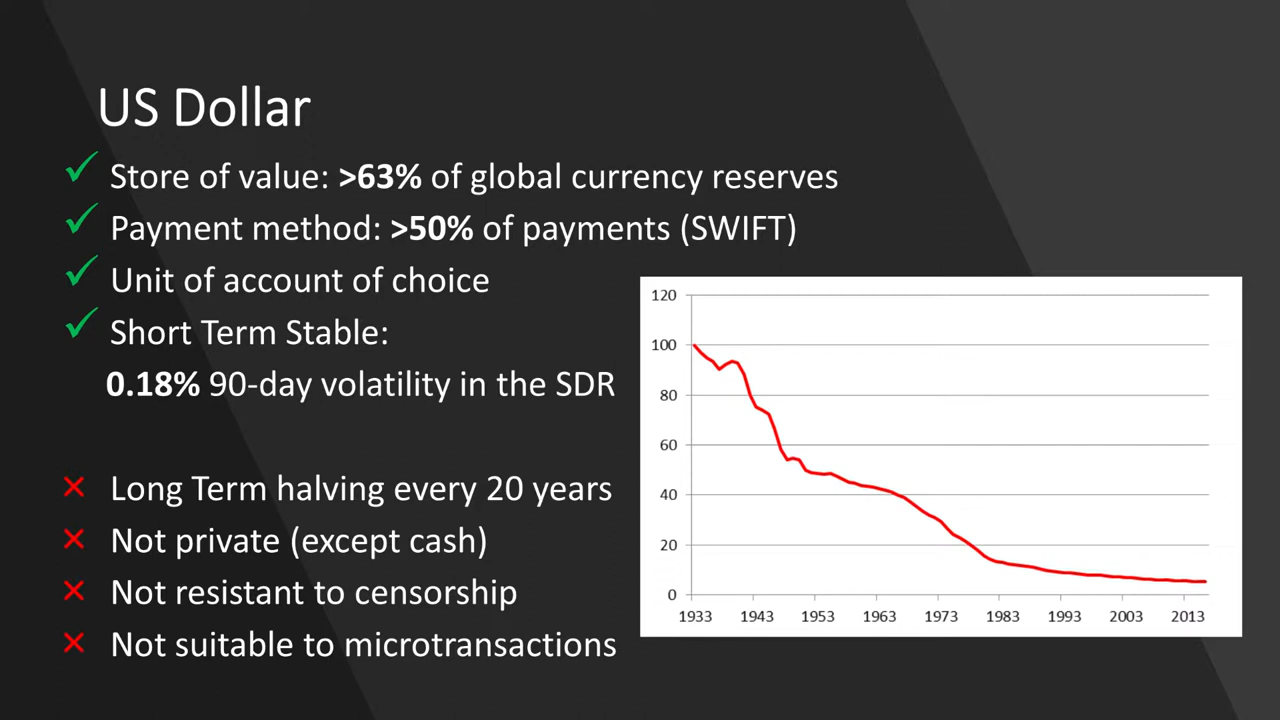 US Dollar
Store of value: >63% of global currency reserves
Payment method: >50% of payments (SWIFT)
Unit of account of choice
Short Term Stable:
0.18% 90-day volatility in the SDR
Long Term halving every 20 years
Not private (except cash)
Not resistant to censorship
Not suitable to microtransactions
120
100
80
60
40
20
0
1933 1943 1953 1963 1973 1983 1993 2003 2013